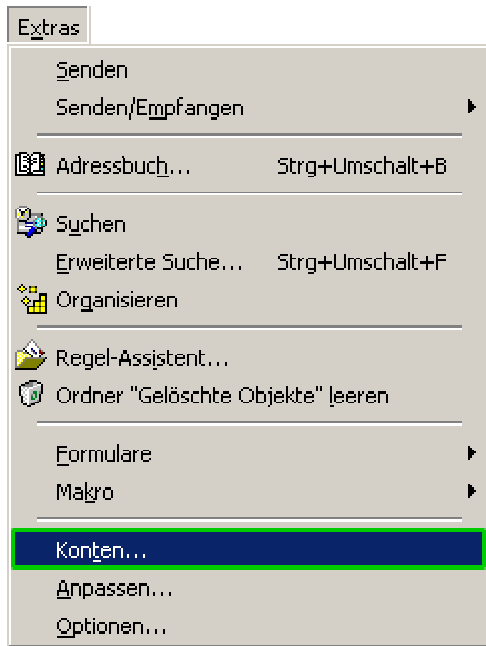 Extras
Senden
Senden/Empfangen
Adressbuch... Strg+Umschalt+B
Suchen
Erweiterte Suche... Strg+Umschalt+F
Organisieren
Regel-Assistent...
Ordner "Gelöschte Objekte" leeren
Formulare
Makro
Konten...
Anpassen...
Optionen...